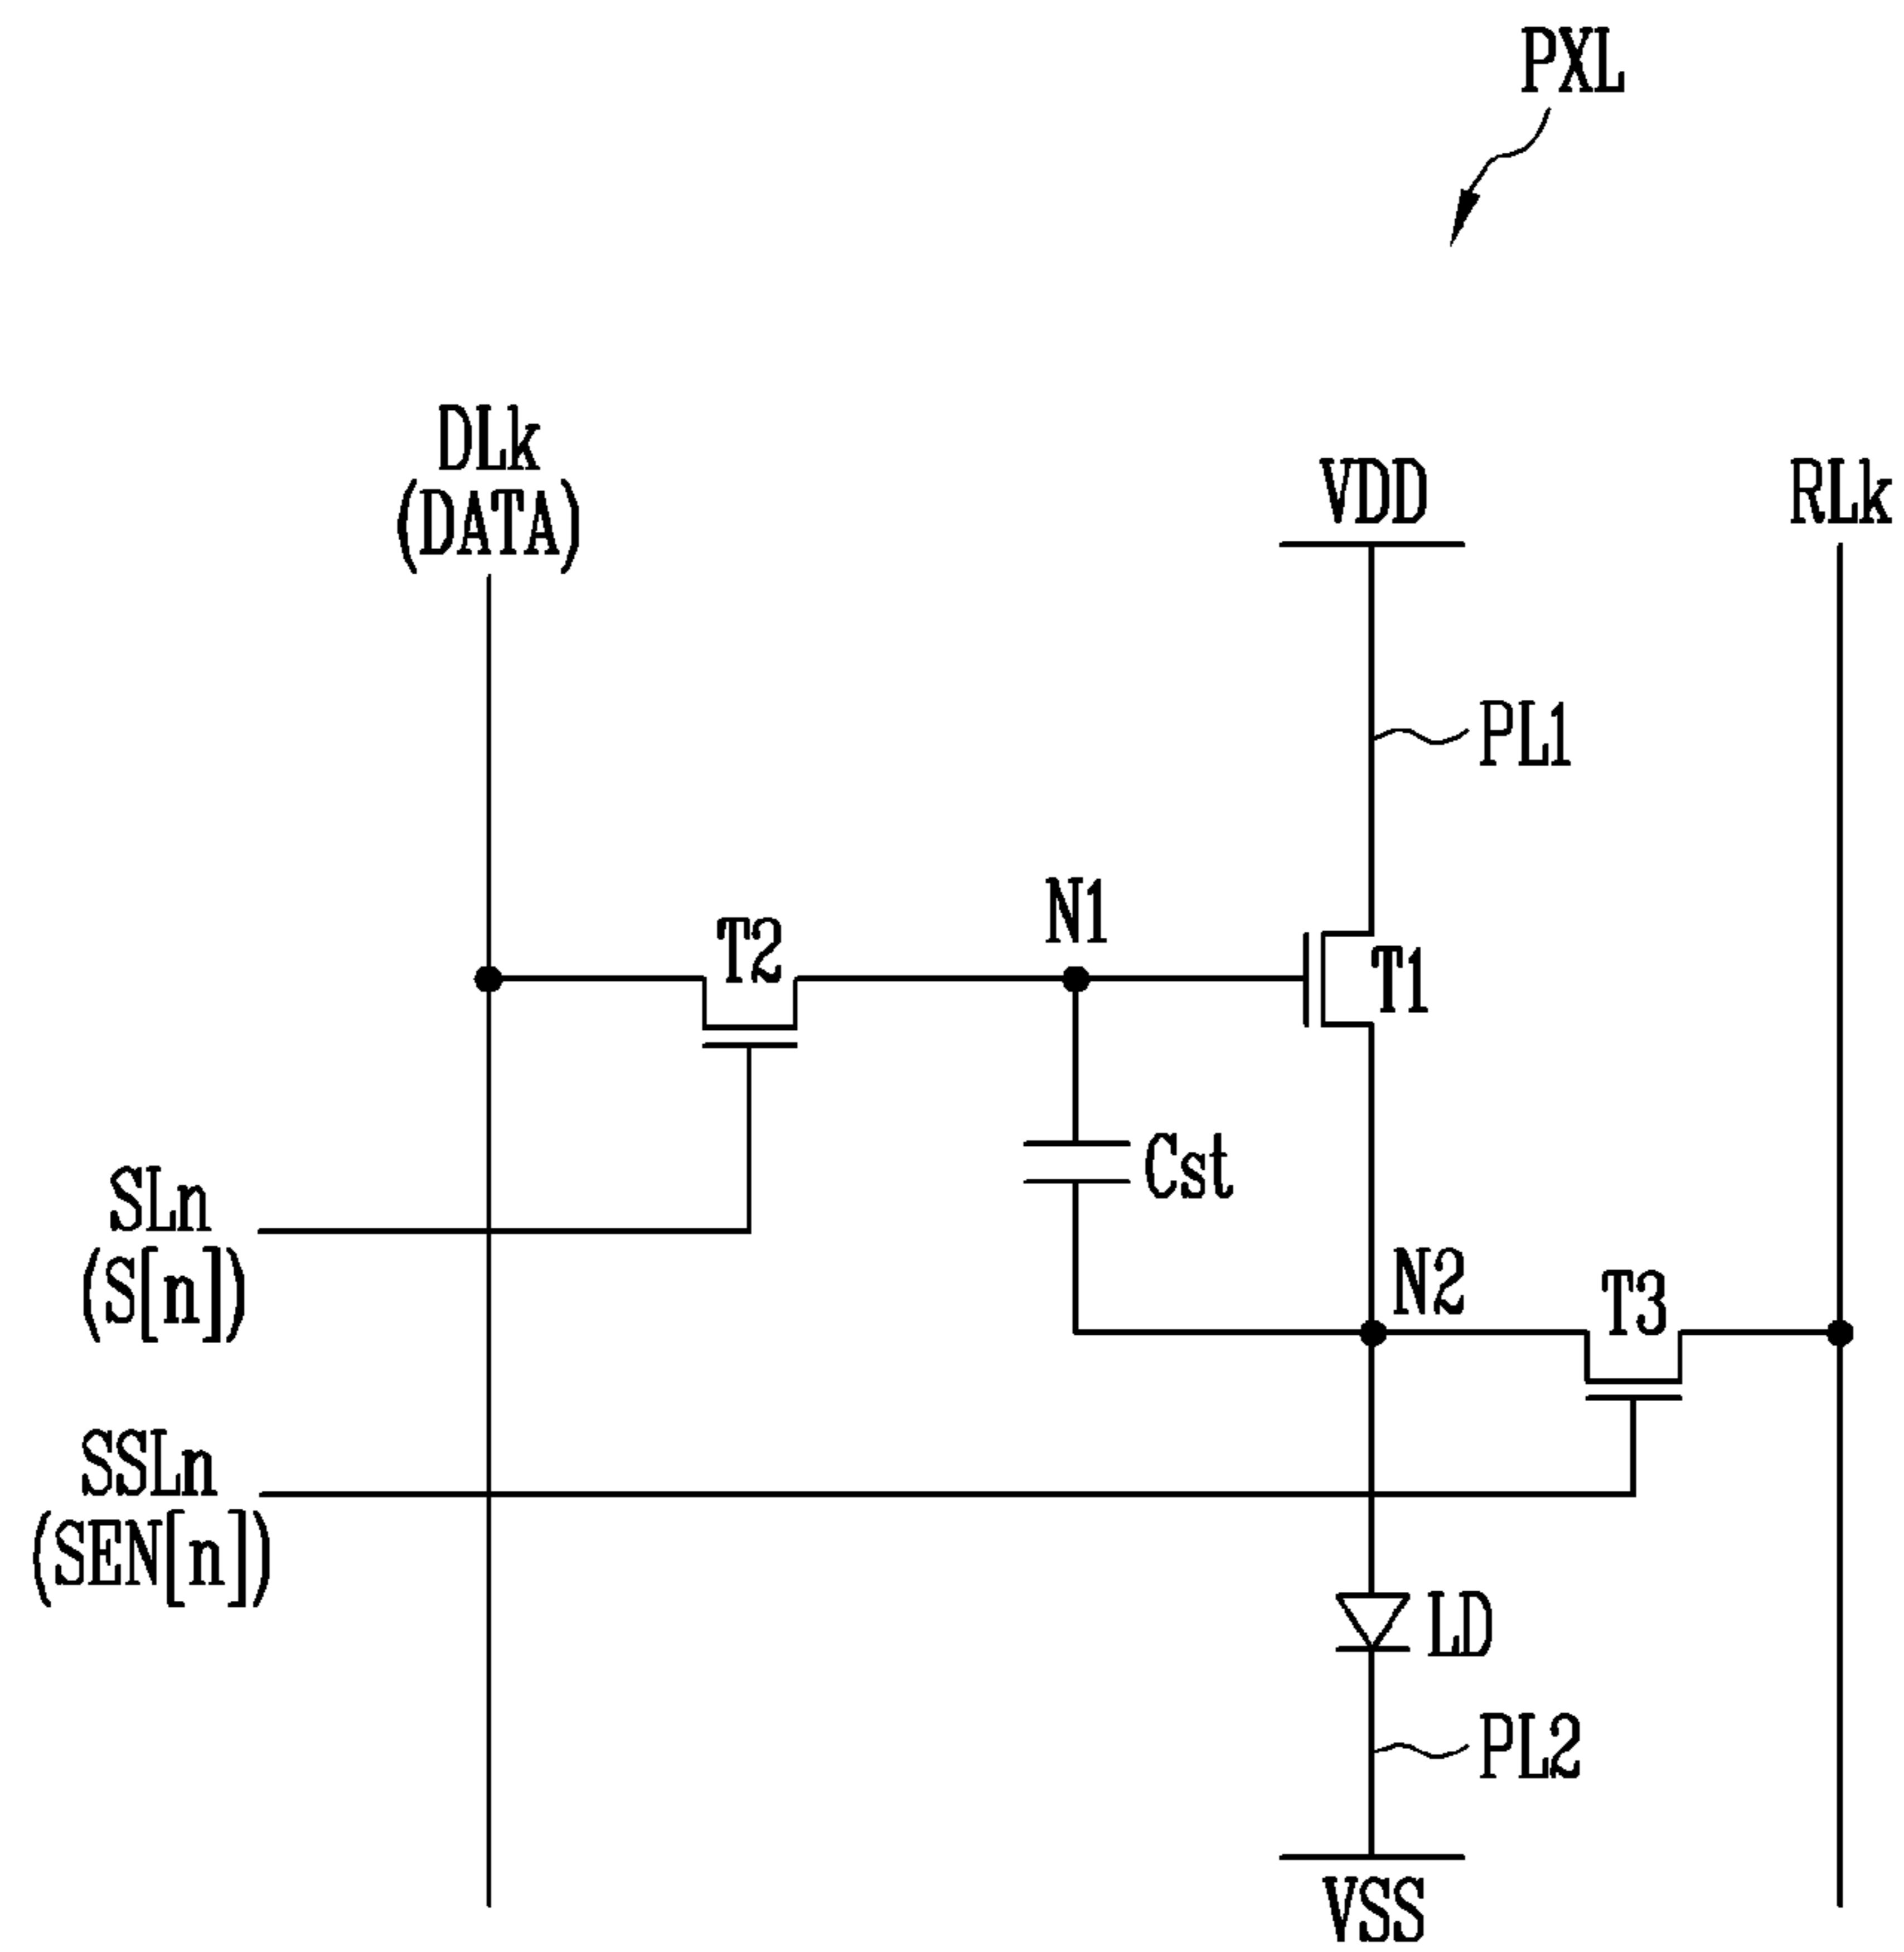 PXL
DLk
(DATA)
VDD
RLk
PL1
N1
T2
T1
Cst
SLn
(S[n])
N2
T3
SSLn
(SEN[n])
LD
PL2
VSS